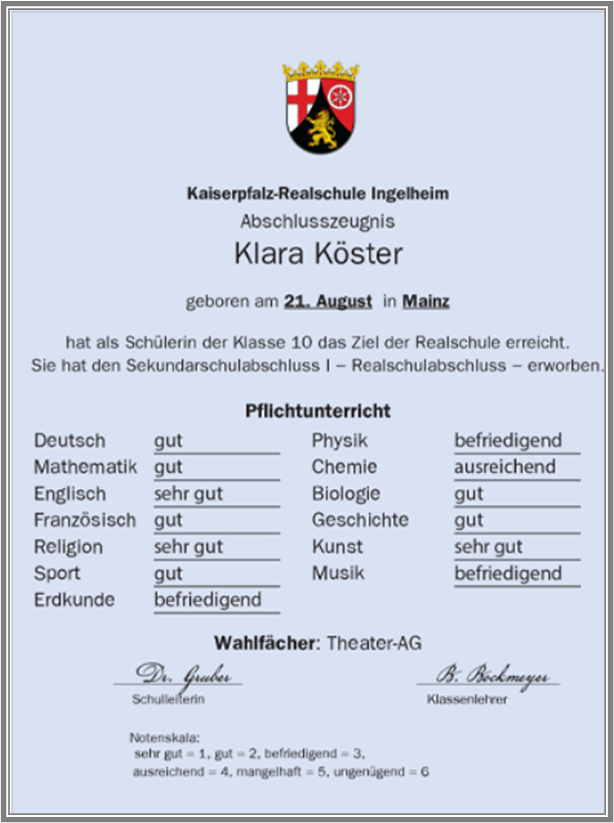 Kaiserpfalz-Realschule Ingelheim
Abschlusszeugnis
Klara Köster
geboren am 21. August in Mainz
hat als Schülerin der Klasse 10 das Ziel der Realschule erreicht.
Sie hat den Sekundarschulabschluss I – Realschulabschluss – erworben.
Pflichtunterricht
Deutsch gut Physik befriedigend
Mathematik gut Chemie ausreichend
Englisch sehr gut Biologie gut
Französisch gut Geschichte gut
Religion sehr gut Kunst sehr gut
Sport gut Musik befriedigend
Erdkunde befriedigend
Wahlfächer: Theater-AG
Dr. Gruber B. Böckmeyer
Schulleiterin Klassenlehrer
Notenskala:
sehr gut = 1, gut = 2, befriedigend = 3,
ausreichend = 4, mangelhaft = 5, ungenügend = 6